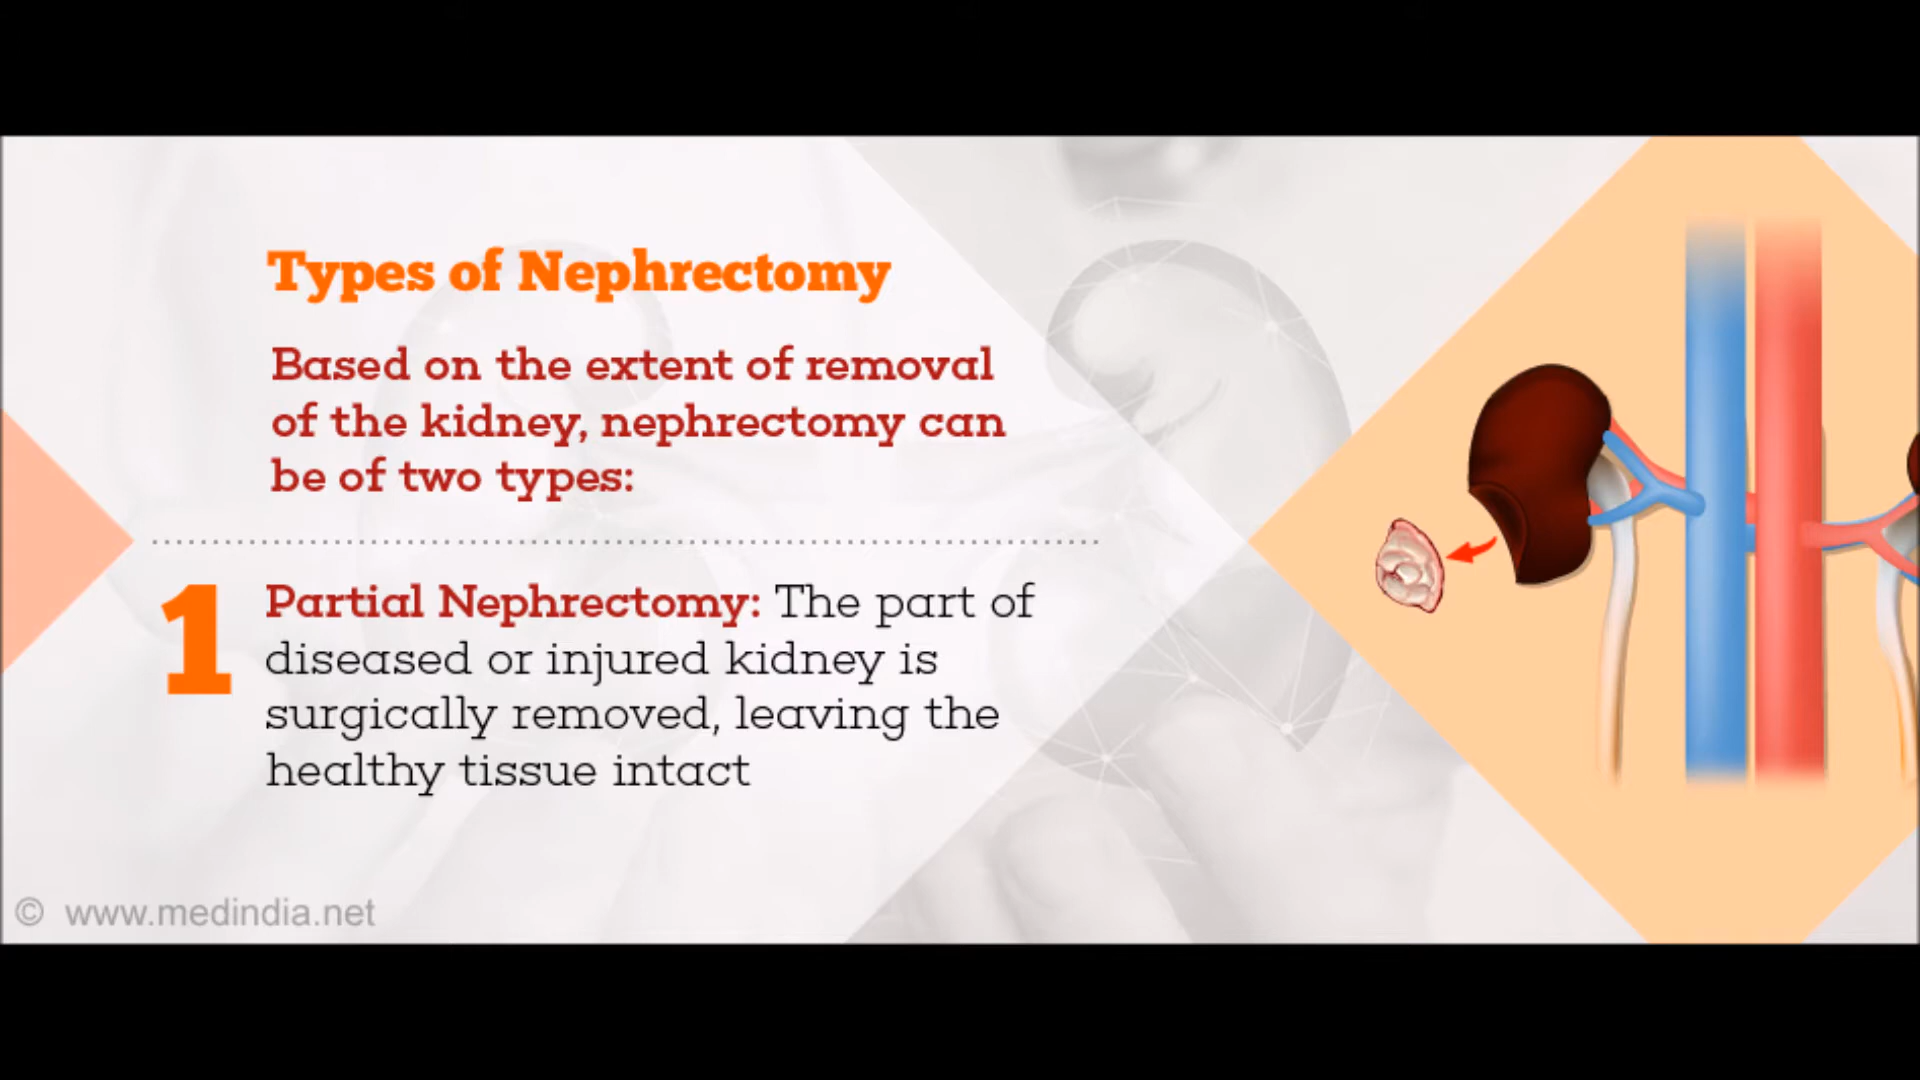 Types of Nephrectomy
Based on the extent of removal
of the kidney, nephrectomy can
be of two types:
1
Partial Nephrectomy: The part of
diseased or injured kidney is
surgically removed, leaving the
healthy tissue intact
© www.medindia.net